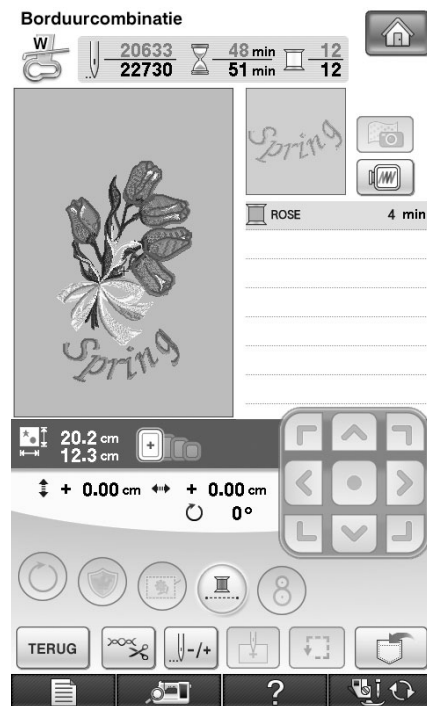 Borduurcombinatie
W
20633 48 min 12
22730 51 min 12
Spring
ROSE 4 min
Spring
20.2 cm
12.3 cm
+ 0.00 cm + 0.00 cm
0°
TERUG -/+
? i